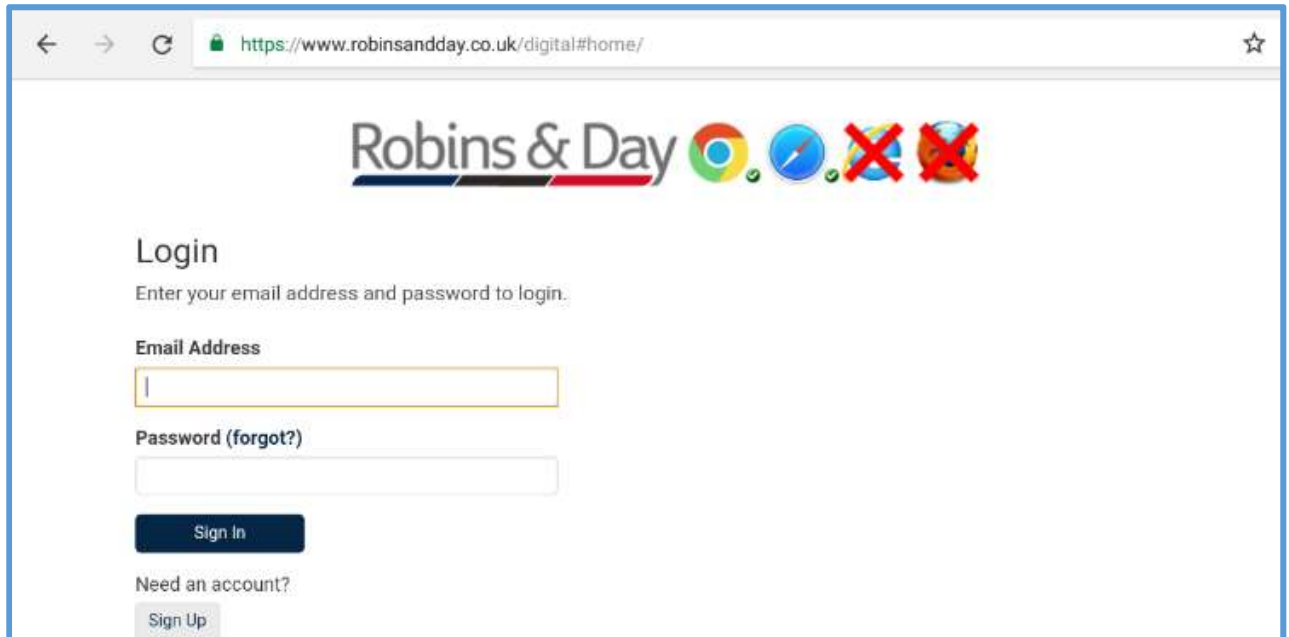 https://www.robinsandday.co.uk/digital#home/
Robins & Day
Login
Enter your email address and password to login.
Email Address
Password (forgot?)
Sign In
Need an account?
Sign Up